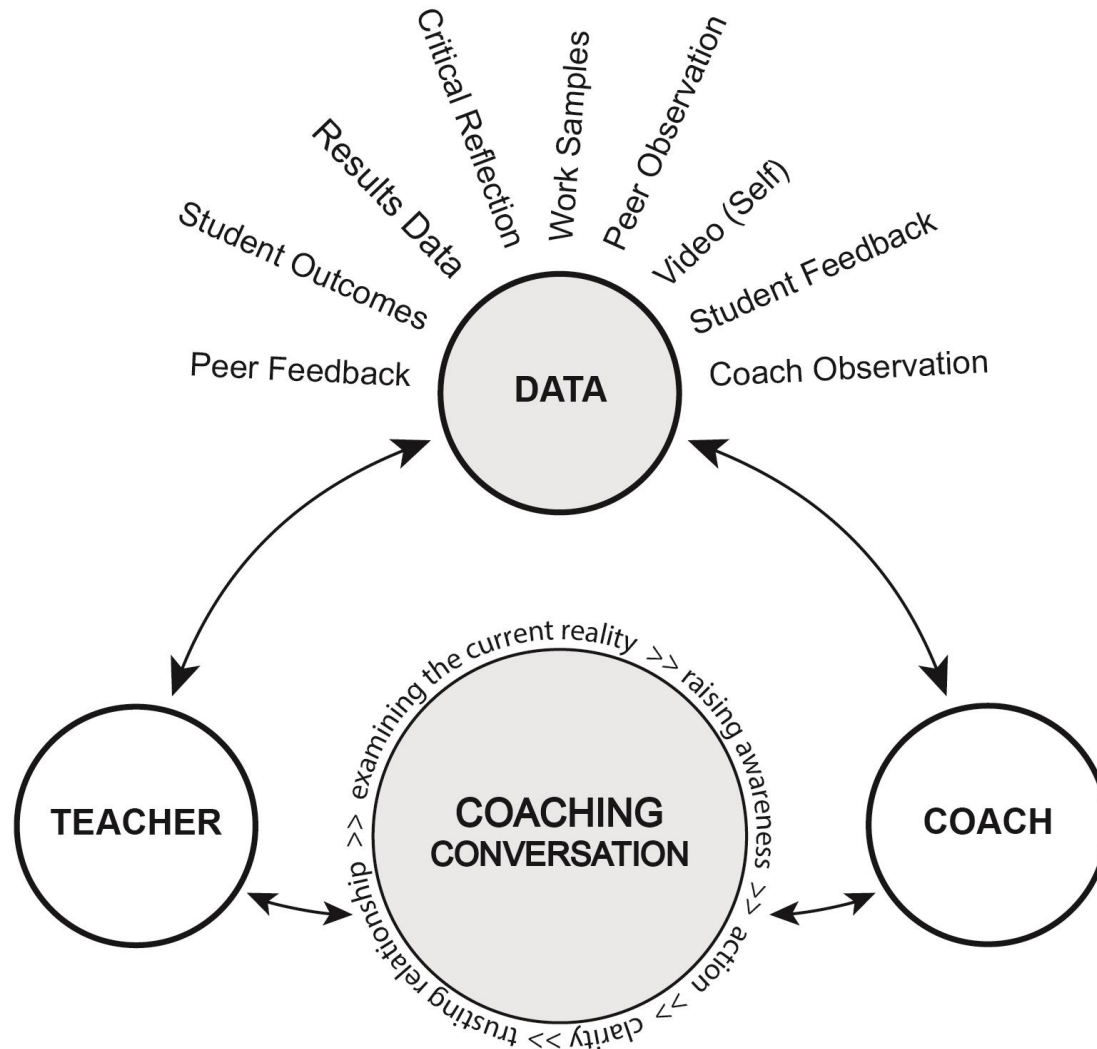 Peer Feedback
Student Outcomes
Results Data
Critical Reflection
Work Samples
Peer Observation
Video (Self)
Student Feedback
Coach Observation
DATA
TEACHER
COACHING
CONVERSATION
COACH
examining the current reality >> raising awareness >> action >> clarity >> trusting relationship >>